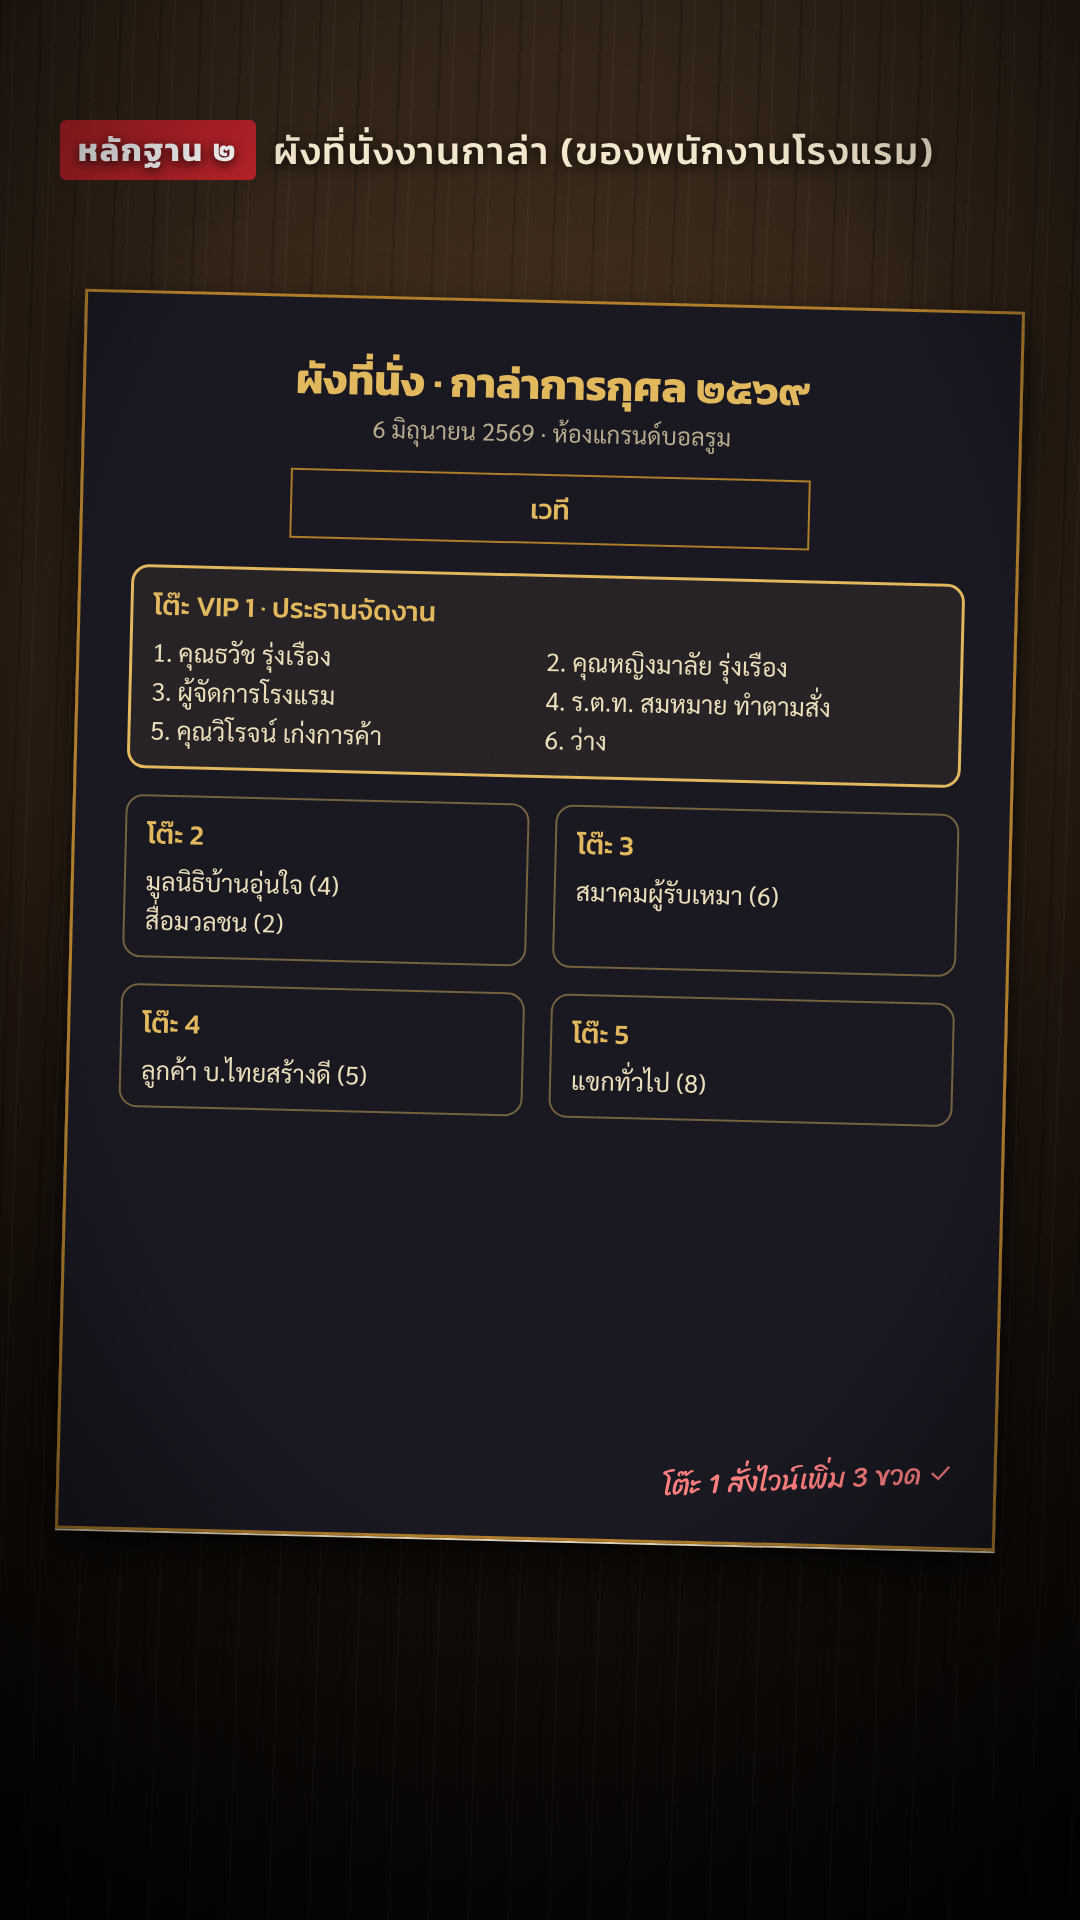 หลักฐาน ๒ ผังที่นั่งงานกาล่า (ของพนักงานโรงแรม)
ผังที่นั่ง · กาล่าการกุศล ๒๕๖๙
6 มิถุนายน 2569 · ห้องแกรนด์บอลรูม
เวที
โต๊ะ VIP 1 · ประธานจัดงาน
1. คุณธวัช รุ่งเรือง
2. คุณหญิงมาลัย รุ่งเรือง
3. ผู้จัดการโรงแรม
4. ร.ต.ท. สมหมาย ทำตามสั่ง
5. คุณวิโรจน์ เก่งการค้า
6. ว่าง
โต๊ะ 2
มูลนิธิบ้านอุ่นใจ (4)
สื่อมวลชน (2)
โต๊ะ 3
สมาคมผู้รับเหมา (6)
โต๊ะ 4
ลูกค้า บ.ไทยสร้างดี (5)
โต๊ะ 5
แขกทั่วไป (8)
โต๊ะ 1 สั่งไวน์เพิ่ม 3 ขวด ✓